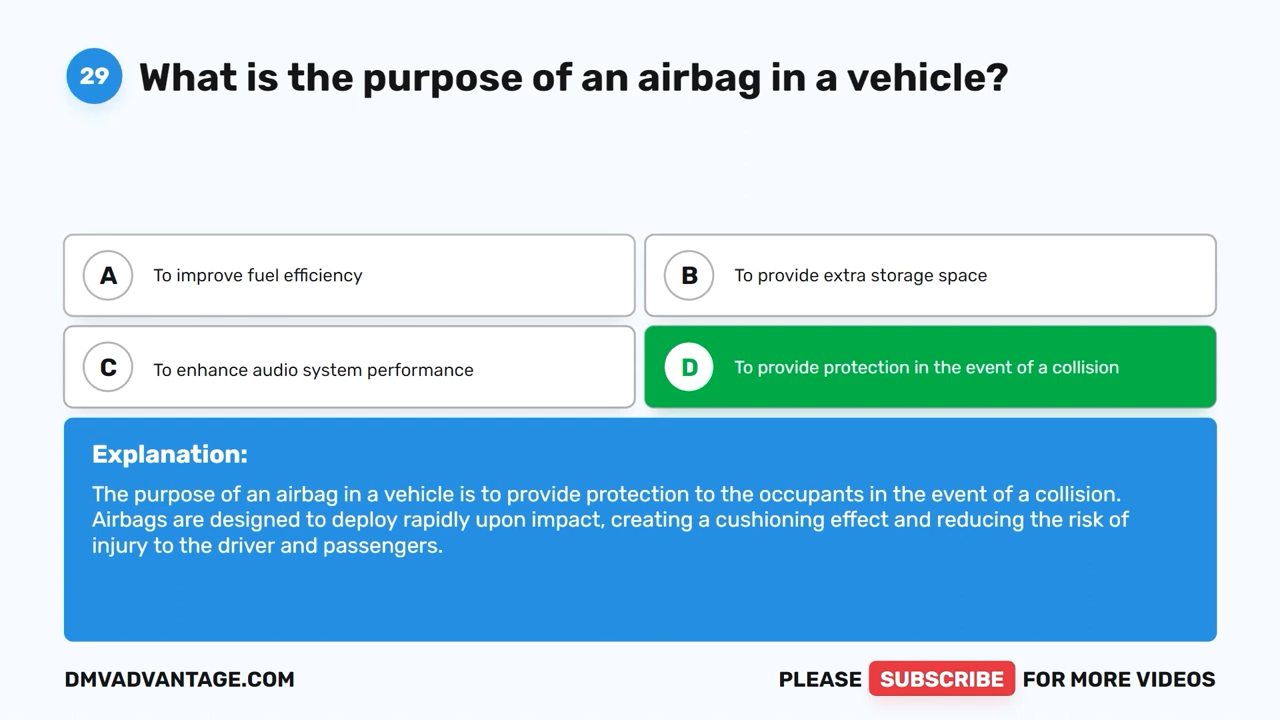 29 What is the purpose of an airbag in a vehicle?
A To improve fuel efficiency
B To provide extra storage space
C To enhance audio system performance
D To provide protection in the event of a collision
Explanation:
The purpose of an airbag in a vehicle is to provide protection to the occupants in the event of a collision.
Airbags are designed to deploy rapidly upon impact, creating a cushioning effect and reducing the risk of
injury to the driver and passengers.
DMVADVANTAGE.COM
PLEASE SUBSCRIBE FOR MORE VIDEOS